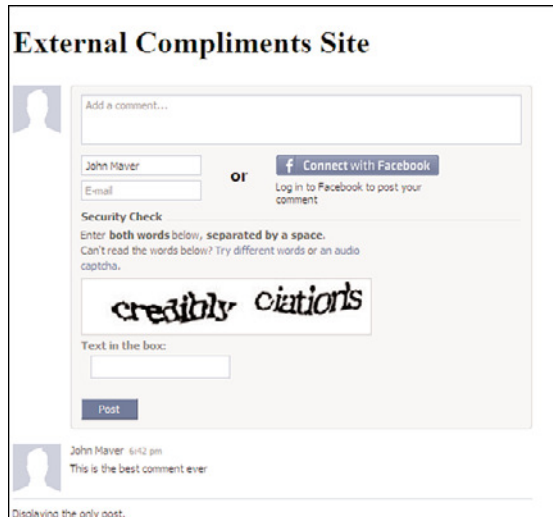 External Compliments Site
Add a comment...
John Maver
or
f Connect with Facebook
E-mail
Log in to Facebook to post your
comment
Security Check
Enter both words below, separated by a space.
Can't read the words below? Try different words or an audio
captcha.
credibly ciations
Text in the box:
Post
John Maver 6:42 pm
This is the best comment ever
Displaying the only post.